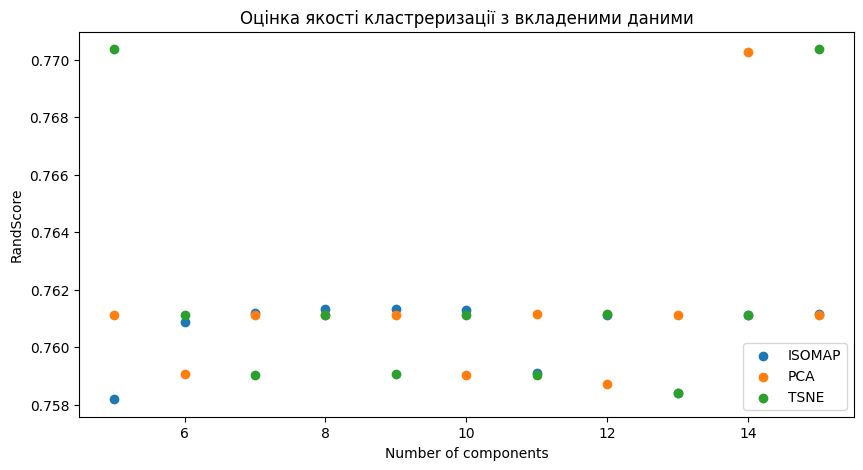 Оцінка якості кластреризації з вкладеними даними
RandScore
0.770
0.768
0.766
0.764
0.762
0.760
0.758
6
8
10
12
14
Number of components
ISOMAP
PCA
TSNE